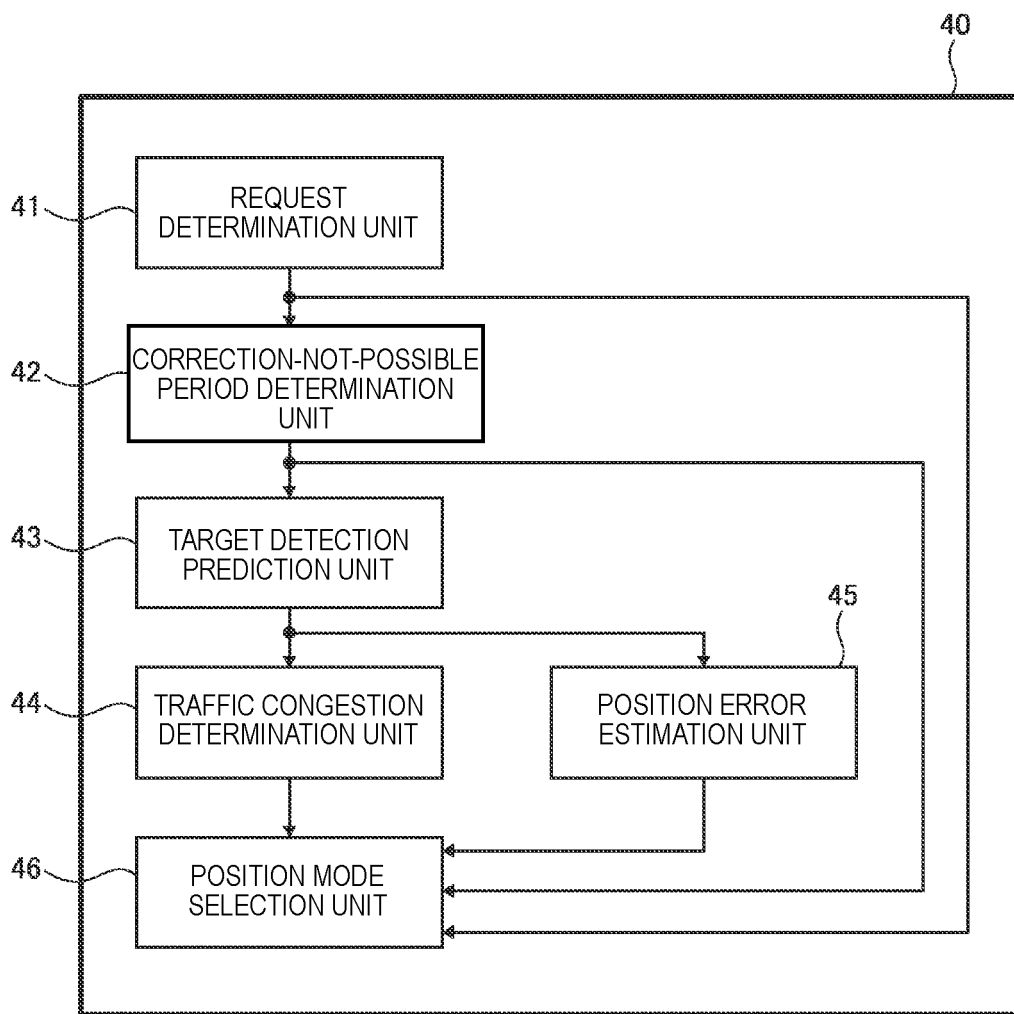 40
41
REQUEST
DETERMINATION UNIT
42
CORRECTION-NOT-POSSIBLE
PERIOD DETERMINATION
UNIT
43
TARGET DETECTION
PREDICTION UNIT
45
44
TRAFFIC CONGESTION
DETERMINATION UNIT
POSITION ERROR
ESTIMATION UNIT
46
POSITION MODE
SELECTION UNIT